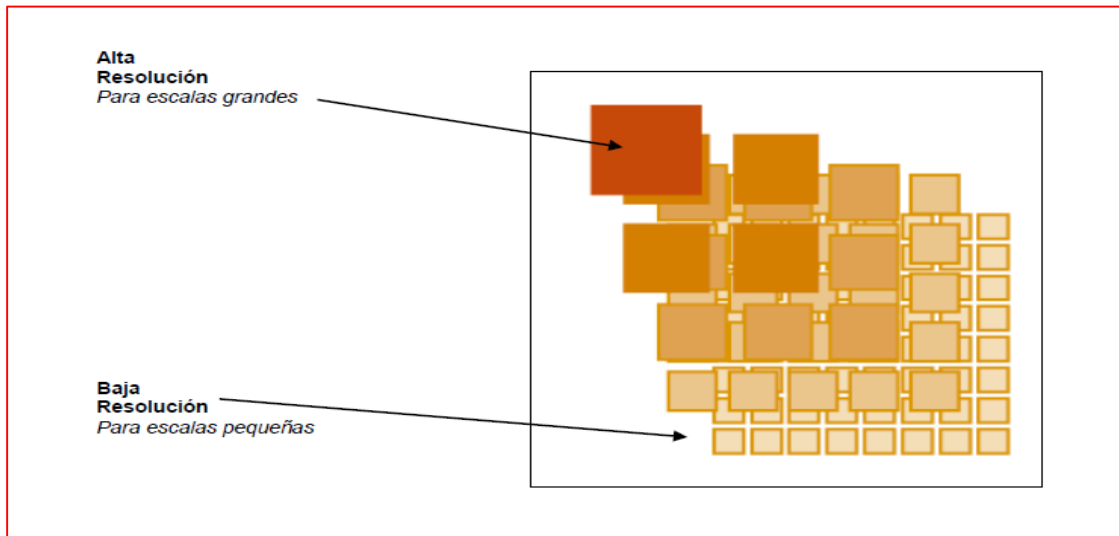 Alta
Resolución
Para escalas grandes
Baja
Resolución
Para escalas pequeñas